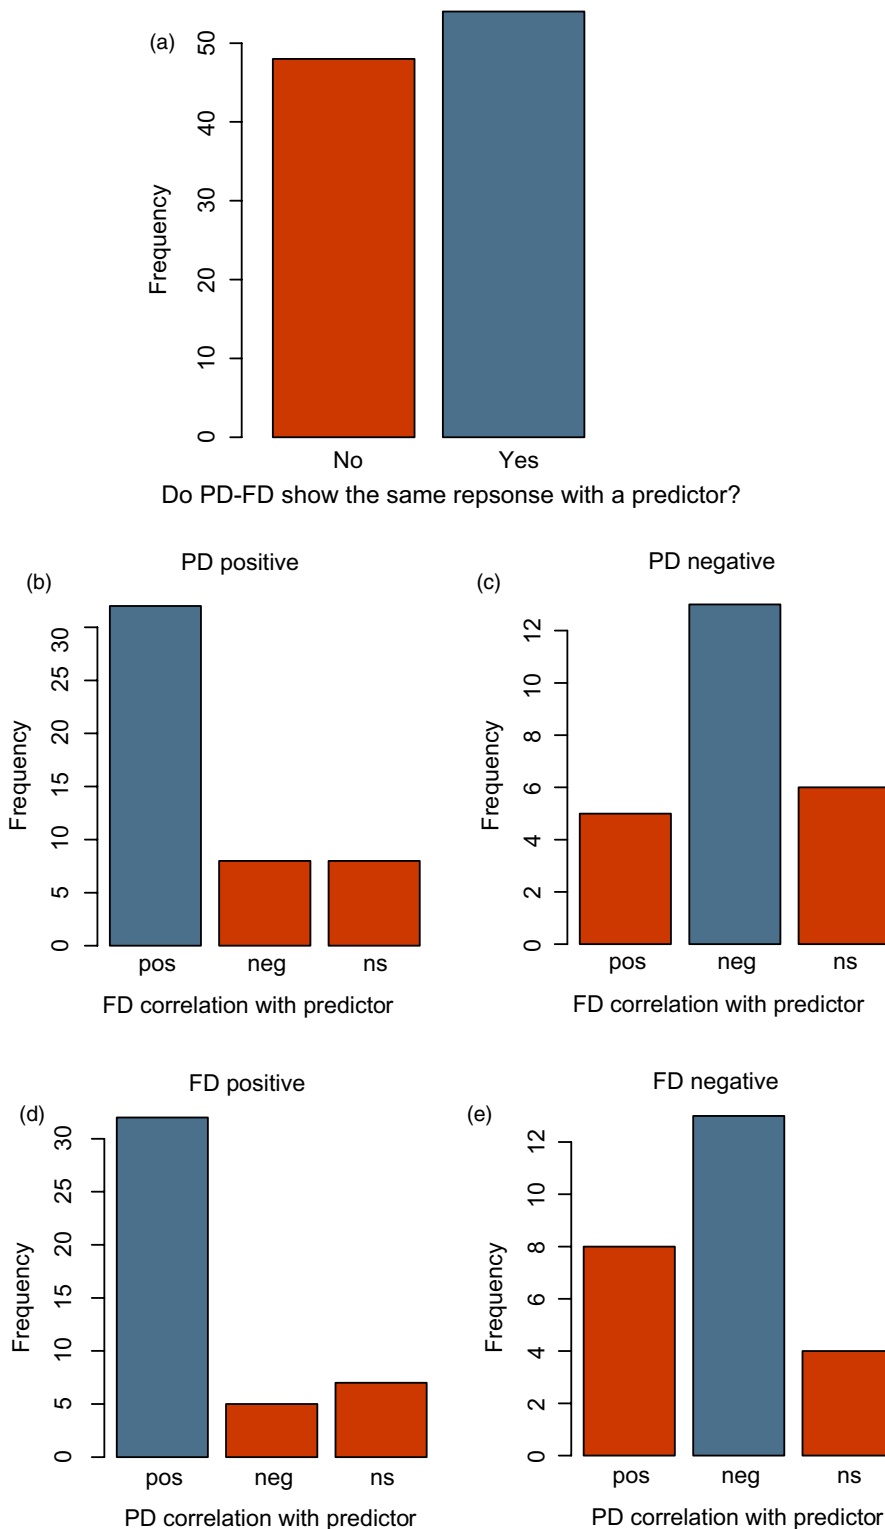 (a)
Frequency
50
40
30
20
10
0
No Yes
Do PD-FD show the same repsonse with a predictor?
PD positive
(b)
Frequency
30
25
20
15
10
5
0
pos neg ns
FD correlation with predictor
PD negative
(c)
Frequency
12
10
8
6
4
2
0
pos neg ns
FD correlation with predictor
FD positive
(d)
Frequency
30
25
20
15
10
5
0
pos neg ns
PD correlation with predictor
FD negative
(e)
Frequency
12
10
8
6
4
2
0
pos neg ns
PD correlation with predictor